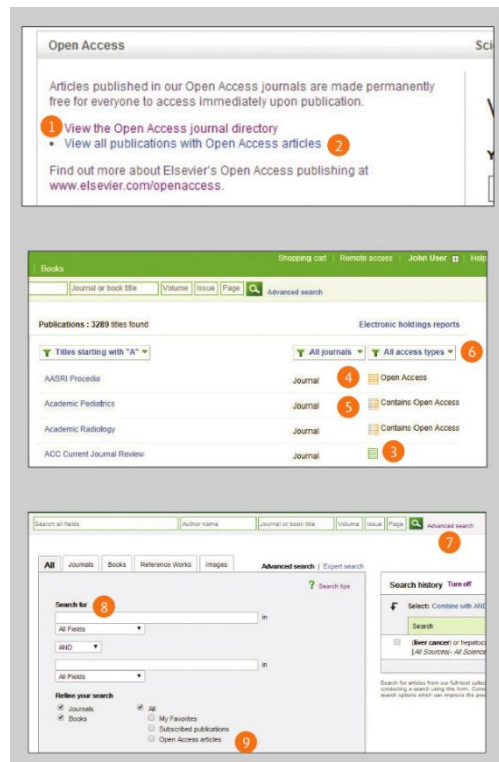 Open Access
Sci
Articles published in our Open Access journals are made permanently
free for everyone to access immediately upon publication.
1 View the Open Access journal directory
• View all publications with Open Access articles 2
Find out more about Elsevier's Open Access publishing at
www.elsevier.com/openaccess.
Shopping cart | Remote access | John User | Help
| Books
Journal or book title Volume Issue Page Advanced search
Publications : 3289 titles found Electronic holdings reports
Titles starting with "A" All journals All access types 6
AASRI Procedia Journal 4 Open Access
Academic Pediatrics Journal 5 Contains Open Access
Academic Radiology Journal Contains Open Access
ACC Current Journal Review Journal 3
Search all fields Author name Journal or book title Volume Issue Page Advanced search
7
All Journals Books Reference Works Images Advanced search | Expert search
? Search tips
Search history Turn off
Search for 8
Select: Combine with AND
in
All Fields
Search
AND
(liver cancer) or hepatoc
[All Sources(- All Science
in
All Fields
Search for articles from our full-text collec
conducting a search using this form. Cons
search options which can improve the prec
Refine your search
Journals All
Books My Favorites
Subscribed publications
Open Access articles 9